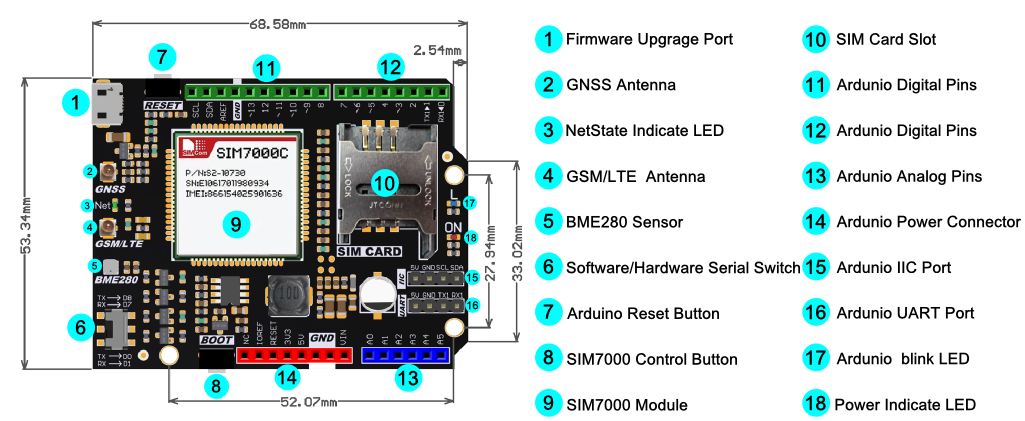 68.58mm
2.54mm
53.34mm
27.94mm
33.02mm
52.07mm
7
11
12
1
RESET
SCL
SDA
AREF
GND
~13
12
~11
~10
~9
8
7
~6
~5
4
~3
2
TX1▶1
RX1◀0
SIMCom
SIM7000C
P/N:S2-10730
SN:E10617011980934
IMEI:866154025901636
9
LOCK
UNLOCK
10
JTCONN
SIM CARD
2
GNSS
3 Net
4
GSM/LTE
5
BME280
L
17
ON
18
5V GND SCL SDA
IIC
15
5V GND TX1 RX1
UART
16
100
TX → D8
RX ← D7
6
TX → D0
RX ← D1
BOOT
8
NC
IOREF
RESET
3V3
5V
GND
VIN
14
A0
A1
A2
A3
A4
A5
13
1 Firmware Upgrage Port
2 GNSS Antenna
3 NetState Indicate LED
4 GSM/LTE Antenna
5 BME280 Sensor
6 Software/Hardware Serial Switch
7 Arduino Reset Button
8 SIM7000 Control Button
9 SIM7000 Module
10 SIM Card Slot
11 Ardunio Digital Pins
12 Ardunio Digital Pins
13 Ardunio Analog Pins
14 Ardunio Power Connector
15 Ardunio IIC Port
16 Ardunio UART Port
17 Ardunio blink LED
18 Power Indicate LED